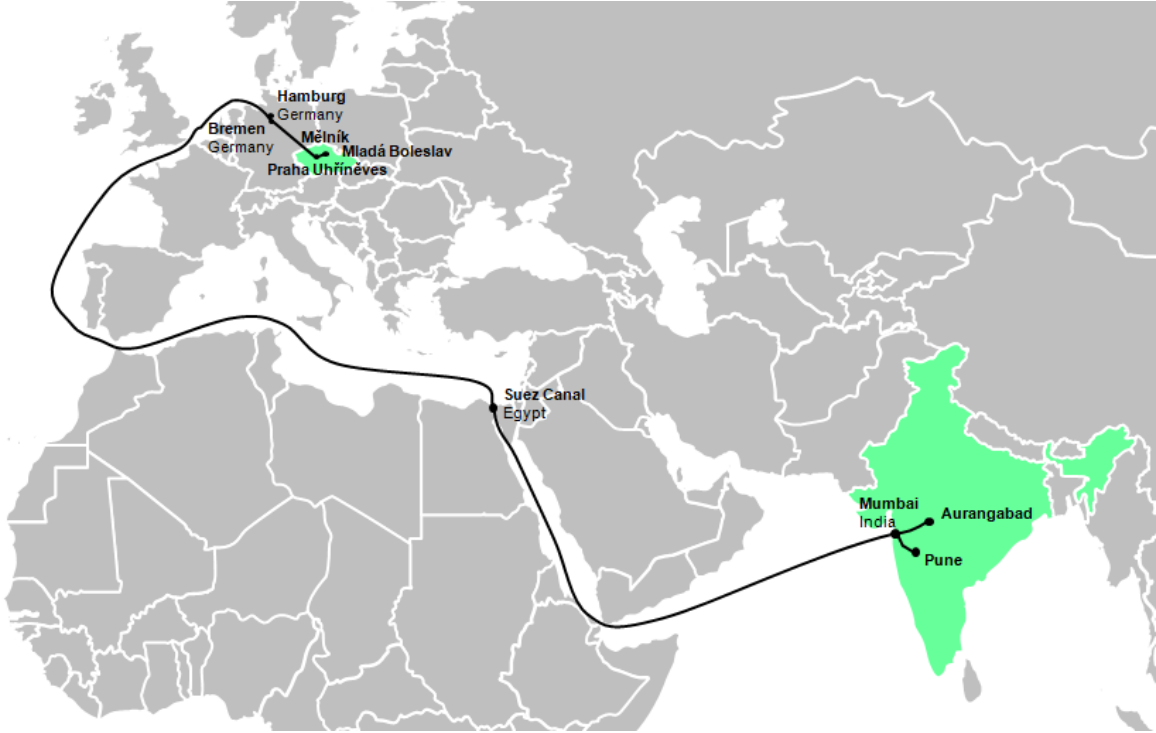 Hamburg
Germany
Bremen
Germany
Mělník
Mladá Boleslav
Praha Uhříněves
Suez Canal
Egypt
Mumbai
India
Aurangabad
Pune